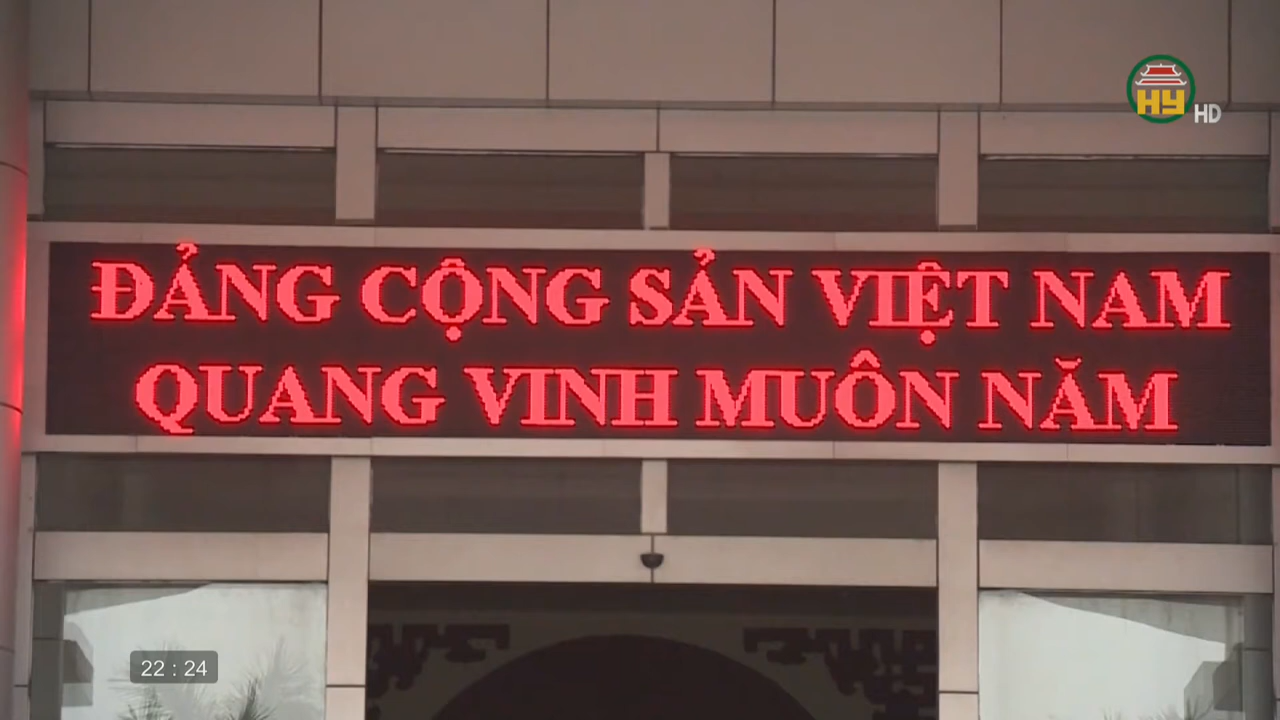 HY HD
ĐẢNG CỘNG SẢN VIỆT NAM
QUANG VINH MUÔN NĂM
22 : 24